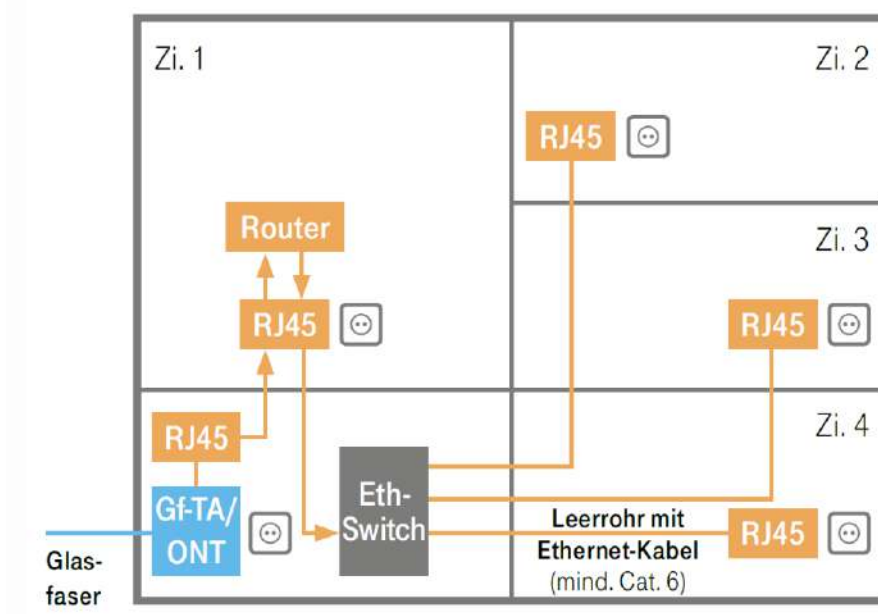 Zi. 1
Zi. 2
RJ45
Router
Zi. 3
RJ45
RJ45
Zi. 4
RJ45
Gf-TA/
ONT
Eth-
Switch
Leerrohr mit
Ethernet-Kabel
(mind. Cat. 6)
RJ45
Glas-
faser